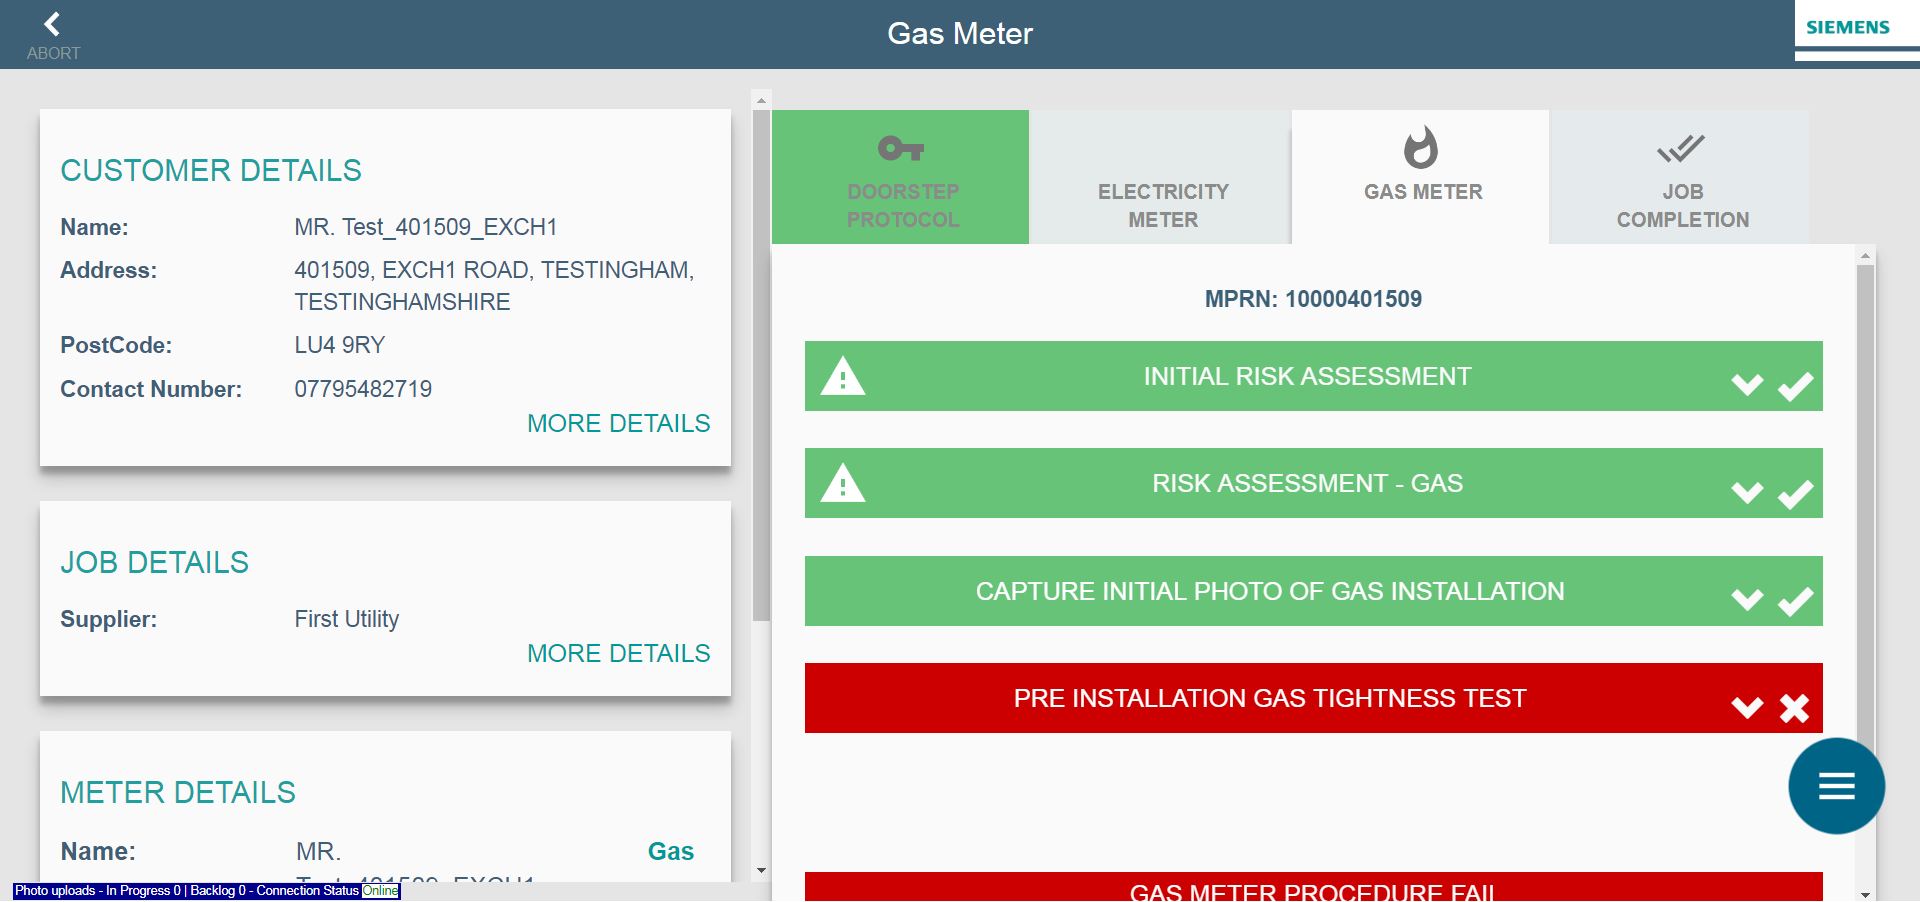 ABORT
Gas Meter
SIEMENS
CUSTOMER DETAILS
Name: MR. Test_401509_EXCH1
Address: 401509, EXCH1 ROAD, TESTINGHAM,
TESTINGHAMSHIRE
PostCode: LU4 9RY
Contact Number: 07795482719
MORE DETAILS
JOB DETAILS
Supplier: First Utility
MORE DETAILS
METER DETAILS
Name: MR. Gas
Test_401509_EXCH1
Photo uploads - In Progress 0 | Backlog 0 - Connection Status Online
DOORSTEP
PROTOCOL
ELECTRICITY
METER
GAS METER
JOB
COMPLETION
MPRN: 10000401509
INITIAL RISK ASSESSMENT
RISK ASSESSMENT - GAS
CAPTURE INITIAL PHOTO OF GAS INSTALLATION
PRE INSTALLATION GAS TIGHTNESS TEST
GAS METER PROCEDURE FAIL